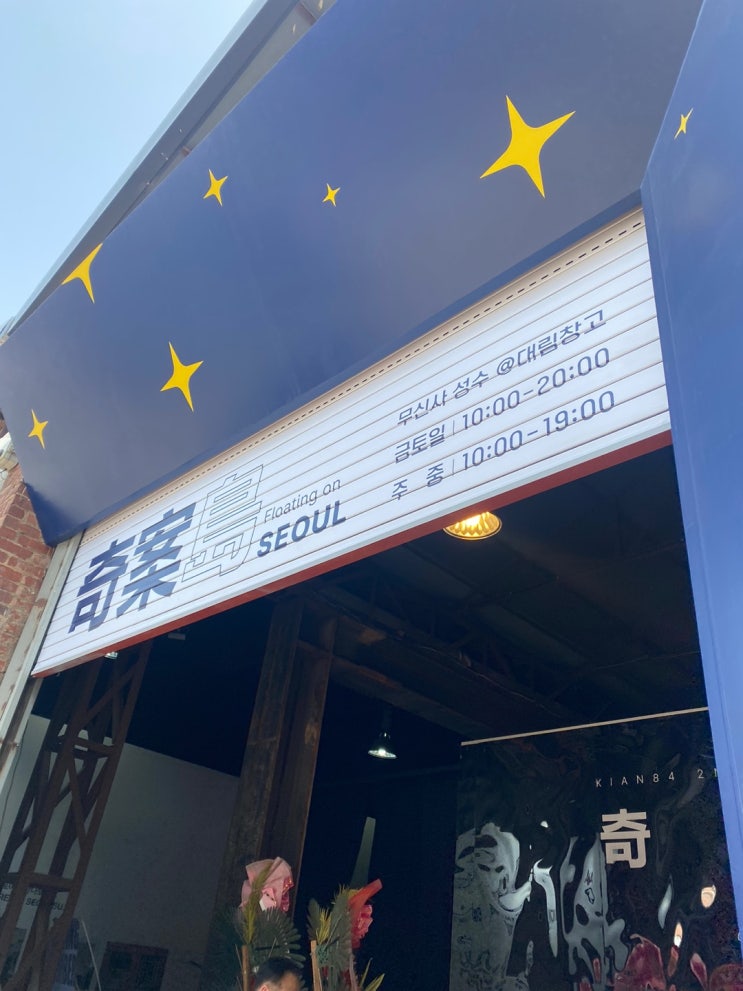 奇案島
Floating on
SEOUL
무신사 성수 @대림창고
금토일 | 10:00-20:00
주 중 | 10:00-19:00
KIAN84
奇